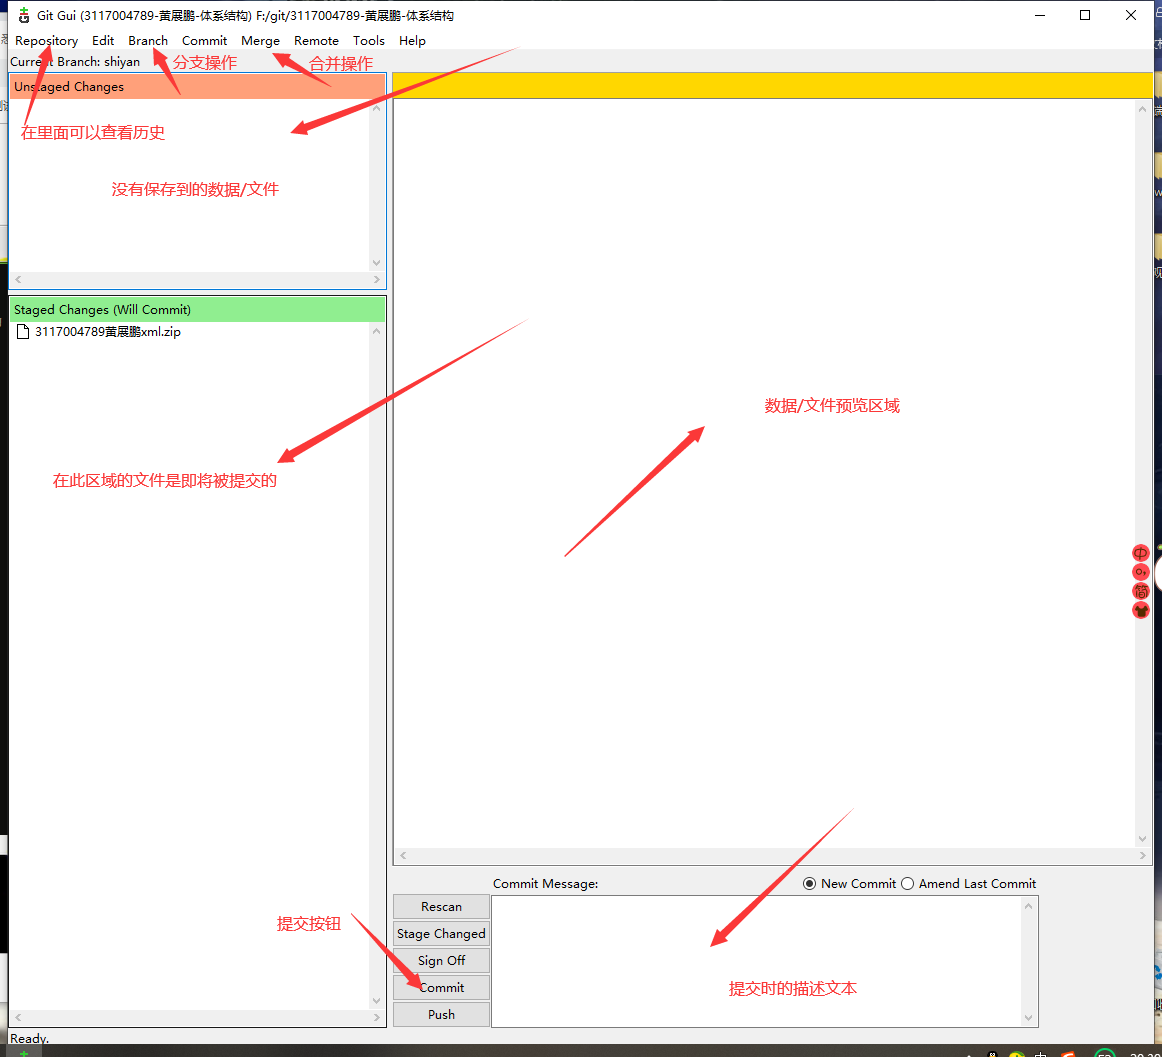 Git Gui (3117004789-黄展鹏-体系结构) F:/git/3117004789-黄展鹏-体系结构
Repository Edit Branch Commit Merge Remote Tools Help
Current Branch: shiyan
分支操作
合并操作
Unstaged Changes
在里面可以查看历史
没有保存到的数据/文件
Staged Changes (Will Commit)
3117004789黄展鹏xml.zip
数据/文件预览区域
在此区域的文件是即将被提交的
中
简
Commit Message:
New Commit
Amend Last Commit
Rescan
提交按钮
Stage Changed
Sign Off
Commit
提交时的描述文本
Push
Ready.